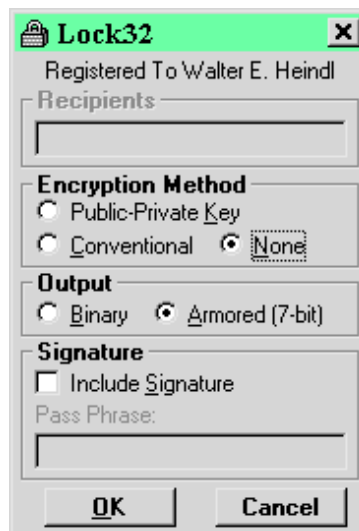 Lock32
Registered To Walter E. Heindl
Recipients
Encryption Method
Public-Private Key
Conventional None
Output
Binary Armored (7-bit)
Signature
Include Signature
Pass Phrase:
OK Cancel